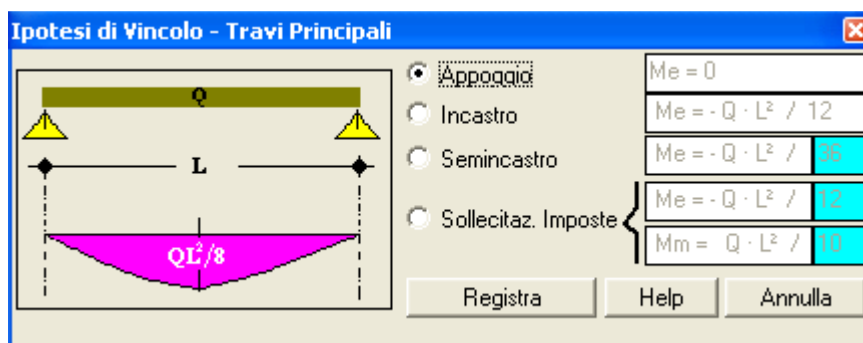 Ipotesi di Vincolo - Travi Principali
Q
L
QL²/8
Appoggio
Me = 0
Incastro
Me = - Q · L² / 12
Semincastro
Me = - Q · L² / 36
Sollecitaz. Imposte
Me = - Q · L² / 12
Mm = Q · L² / 10
Registra
Help
Annulla